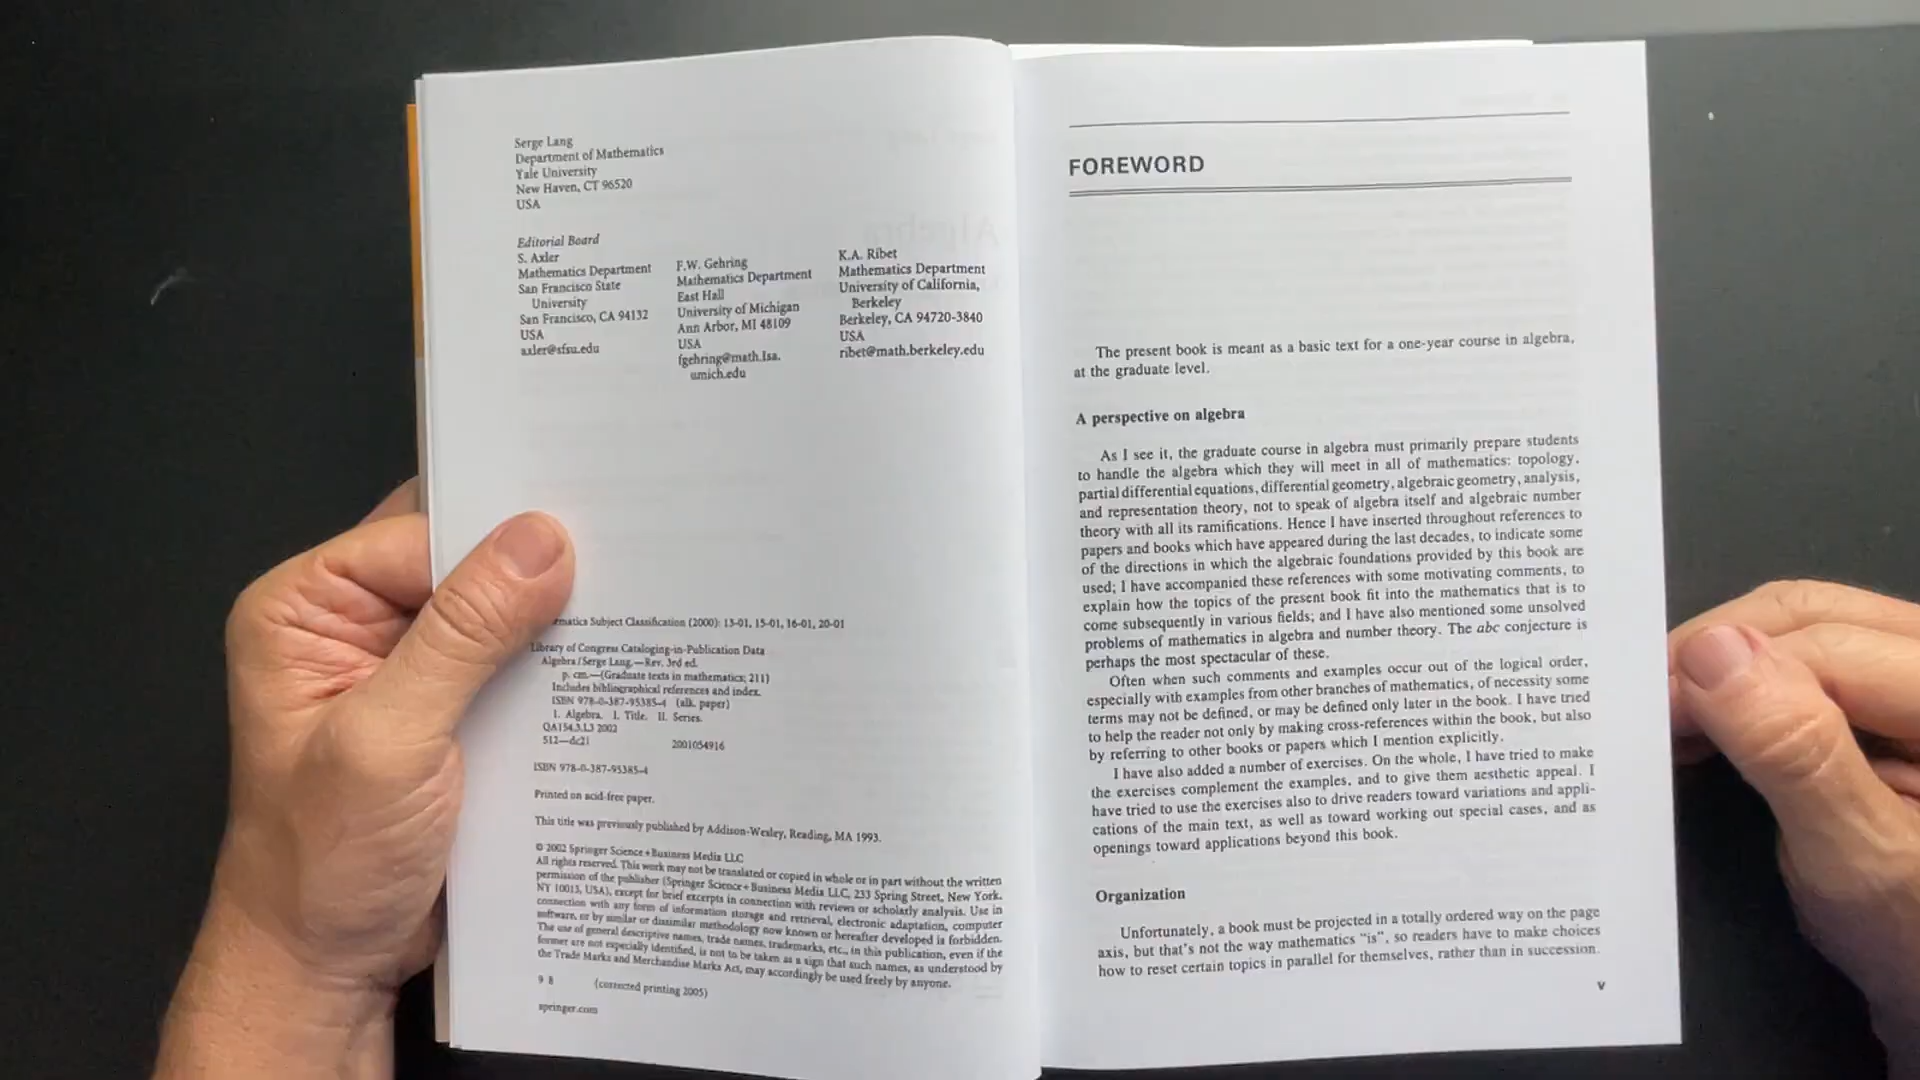 Serge Lang
Department of Mathematics
Yale University
New Haven, CT 96520
USA
Editorial Board
S. Axler
Mathematics Department
San Francisco State
University
San Francisco, CA 94132
USA
axler@sfsu.edu
F.W. Gehring
Mathematics Department
East Hall
University of Michigan
Ann Arbor, MI 48109
USA
fgehring@math.lsa.
umich.edu
K.A. Ribet
Mathematics Department
University of California,
Berkeley
Berkeley, CA 94720-3840
USA
ribet@math.berkeley.edu
Subject Classification (2000): 13-01, 15-01, 16-01, 20-01
Library of Congress Cataloging-in-Publication Data
Algebra/Serge Lang.—Rev. 3rd ed.
p. cm.—(Graduate texts in mathematics; 211)
Includes bibliographical references and index.
ISBN 978-0-387-95385-4 (alk. paper)
1. Algebra. I. Title. II. Series.
QA154.3.L3 2002
512—dc21 2001054916
ISBN 978-0-387-95385-4
Printed on acid-free paper.
This title was previously published by Addison-Wesley, Reading, MA 1993.
© 2002 Springer Science+Business Media LLC
All rights reserved. This work may not be translated or copied in whole or in part without the written
permission of the publisher (Springer Science+Business Media LLC, 233 Spring Street, New York,
NY 10013, USA), except for brief excerpts in connection with reviews or scholarly analysis. Use in
connection with any form of information storage and retrieval, electronic adaptation, computer
software, or by similar or dissimilar methodology now known or hereafter developed is forbidden.
The use of general descriptive names, trade names, trademarks, etc., in this publication, even if the
former are not especially identified, is not to be taken as a sign that such names, as understood by
the Trade Marks and Merchandise Marks Act, may accordingly be used freely by anyone.
9 8 (corrected printing 2005)
springer.com
FOREWORD
The present book is meant as a basic text for a one-year course in algebra,
at the graduate level.
A perspective on algebra
As I see it, the graduate course in algebra must primarily prepare students
to handle the algebra which they will meet in all of mathematics: topology,
partial differential equations, differential geometry, algebraic geometry, analysis,
and representation theory, not to speak of algebra itself and algebraic number
theory with all its ramifications. Hence I have inserted throughout references to
papers and books which have appeared during the last decades, to indicate some
of the directions in which the algebraic foundations provided by this book are
used; I have accompanied these references with some motivating comments, to
explain how the topics of the present book fit into the mathematics that is to
come subsequently in various fields; and I have also mentioned some unsolved
problems of mathematics in algebra and number theory. The abc conjecture is
perhaps the most spectacular of these.
Often when such comments and examples occur out of the logical order,
especially with examples from other branches of mathematics, of necessity some
terms may not be defined, or may be defined only later in the book. I have tried
to help the reader not only by making cross-references within the book, but also
by referring to other books or papers which I mention explicitly.
I have also added a number of exercises. On the whole, I have tried to make
the exercises complement the examples, and to give them aesthetic appeal. I
have tried to use the exercises also to drive readers toward variations and appli-
cations of the main text, as well as toward working out special cases, and as
openings toward applications beyond this book.
Organization
Unfortunately, a book must be projected in a totally ordered way on the page
axis, but that's not the way mathematics "is", so readers have to make choices
how to reset certain topics in parallel for themselves, rather than in succession.
v